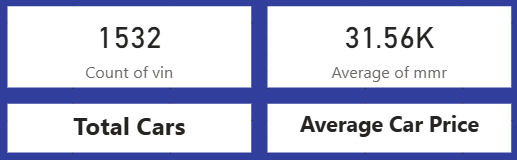 1532
Count of vin
31.56K
Average of mmr
Total Cars
Average Car Price